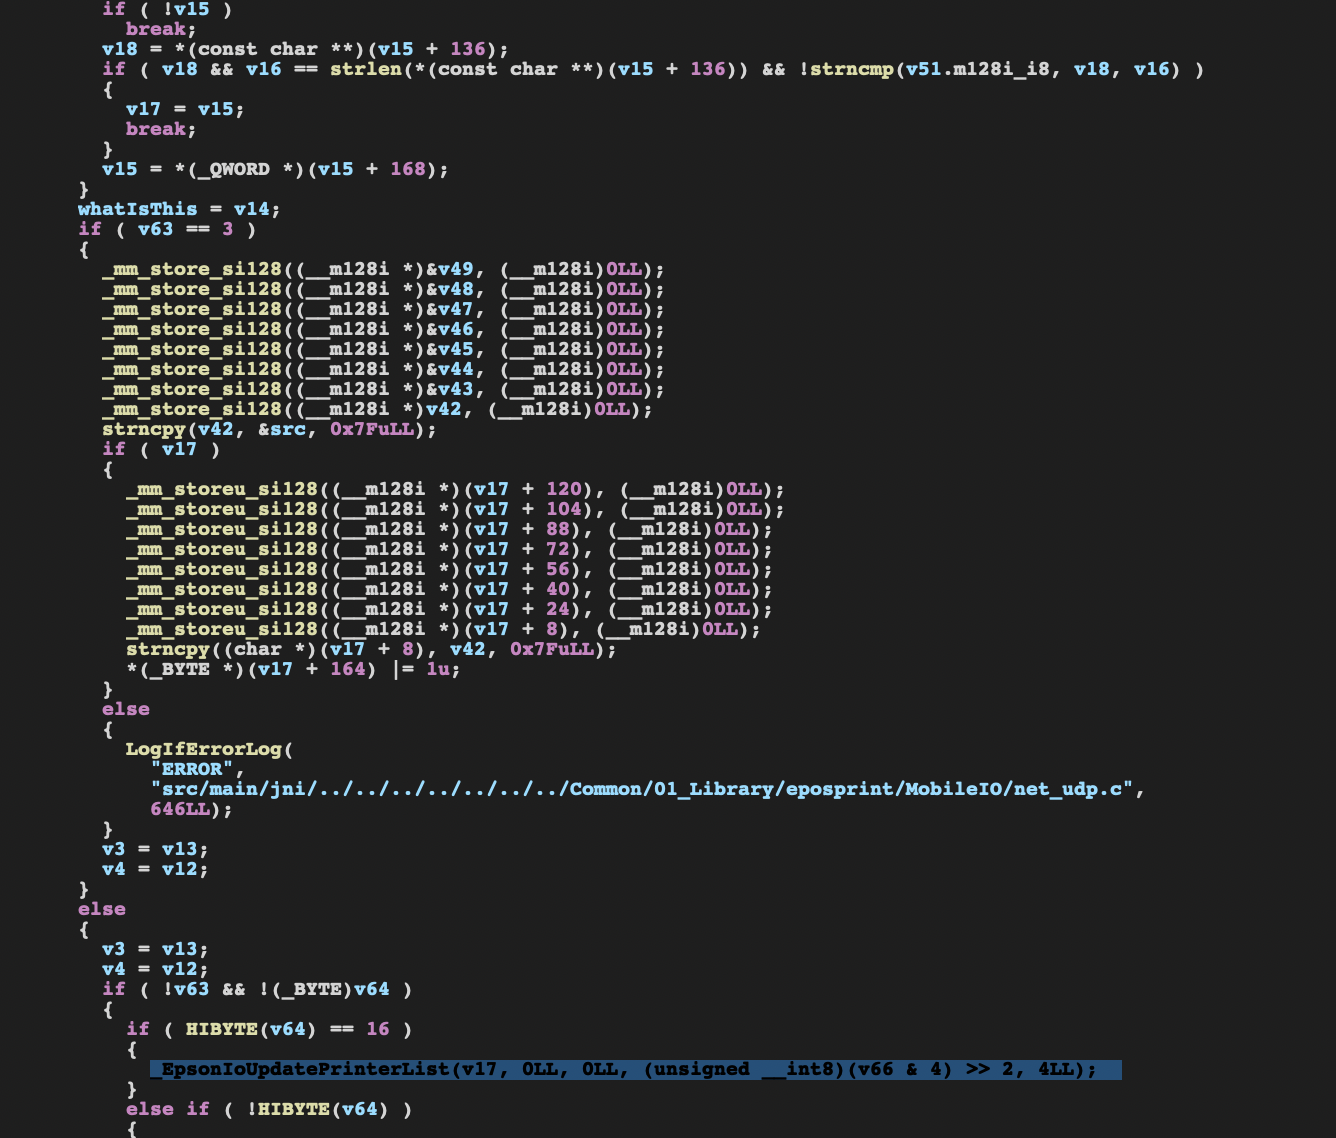 if ( !v15 )
break;
v18 = *(const char **)(v15 + 136);
if ( v18 && v16 == strlen(*(const char **)(v15 + 136)) && !strncmp(v51.m128i_i8, v18, v16) )
{
v17 = v15;
break;
}
v15 = *(_QWORD *)(v15 + 168);
}
whatIsThis = v14;
if ( v63 == 3 )
{
_mm_store_si128((__m128i *)&v49, (__m128i)0LL);
_mm_store_si128((__m128i *)&v48, (__m128i)0LL);
_mm_store_si128((__m128i *)&v47, (__m128i)0LL);
_mm_store_si128((__m128i *)&v46, (__m128i)0LL);
_mm_store_si128((__m128i *)&v45, (__m128i)0LL);
_mm_store_si128((__m128i *)&v44, (__m128i)0LL);
_mm_store_si128((__m128i *)&v43, (__m128i)0LL);
_mm_store_si128((__m128i *)v42, (__m128i)0LL);
strncpy(v42, &src, 0x7FuLL);
if ( v17 )
{
_mm_storeu_si128((__m128i *)(v17 + 120), (__m128i)0LL);
_mm_storeu_si128((__m128i *)(v17 + 104), (__m128i)0LL);
_mm_storeu_si128((__m128i *)(v17 + 88), (__m128i)0LL);
_mm_storeu_si128((__m128i *)(v17 + 72), (__m128i)0LL);
_mm_storeu_si128((__m128i *)(v17 + 56), (__m128i)0LL);
_mm_storeu_si128((__m128i *)(v17 + 40), (__m128i)0LL);
_mm_storeu_si128((__m128i *)(v17 + 24), (__m128i)0LL);
_mm_storeu_si128((__m128i *)(v17 + 8), (__m128i)0LL);
strncpy((char *)(v17 + 8), v42, 0x7FuLL);
*(_BYTE *)(v17 + 164) |= 1u;
}
else
{
LogIfErrorLog(
"ERROR",
"src/main/jni/../../../../../../../Common/01_Library/eposprint/MobileIO/net_udp.c",
646LL);
}
v3 = v13;
v4 = v12;
}
else
{
v3 = v13;
v4 = v12;
if ( !v63 && !(_BYTE)v64 )
{
if ( HIBYTE(v64) == 16 )
{
_EpsonIoUpdatePrinterList(v17, 0LL, 0LL, (unsigned __int8)(v66 & 4) >> 2, 4LL);
}
else if ( !HIBYTE(v64) )
{